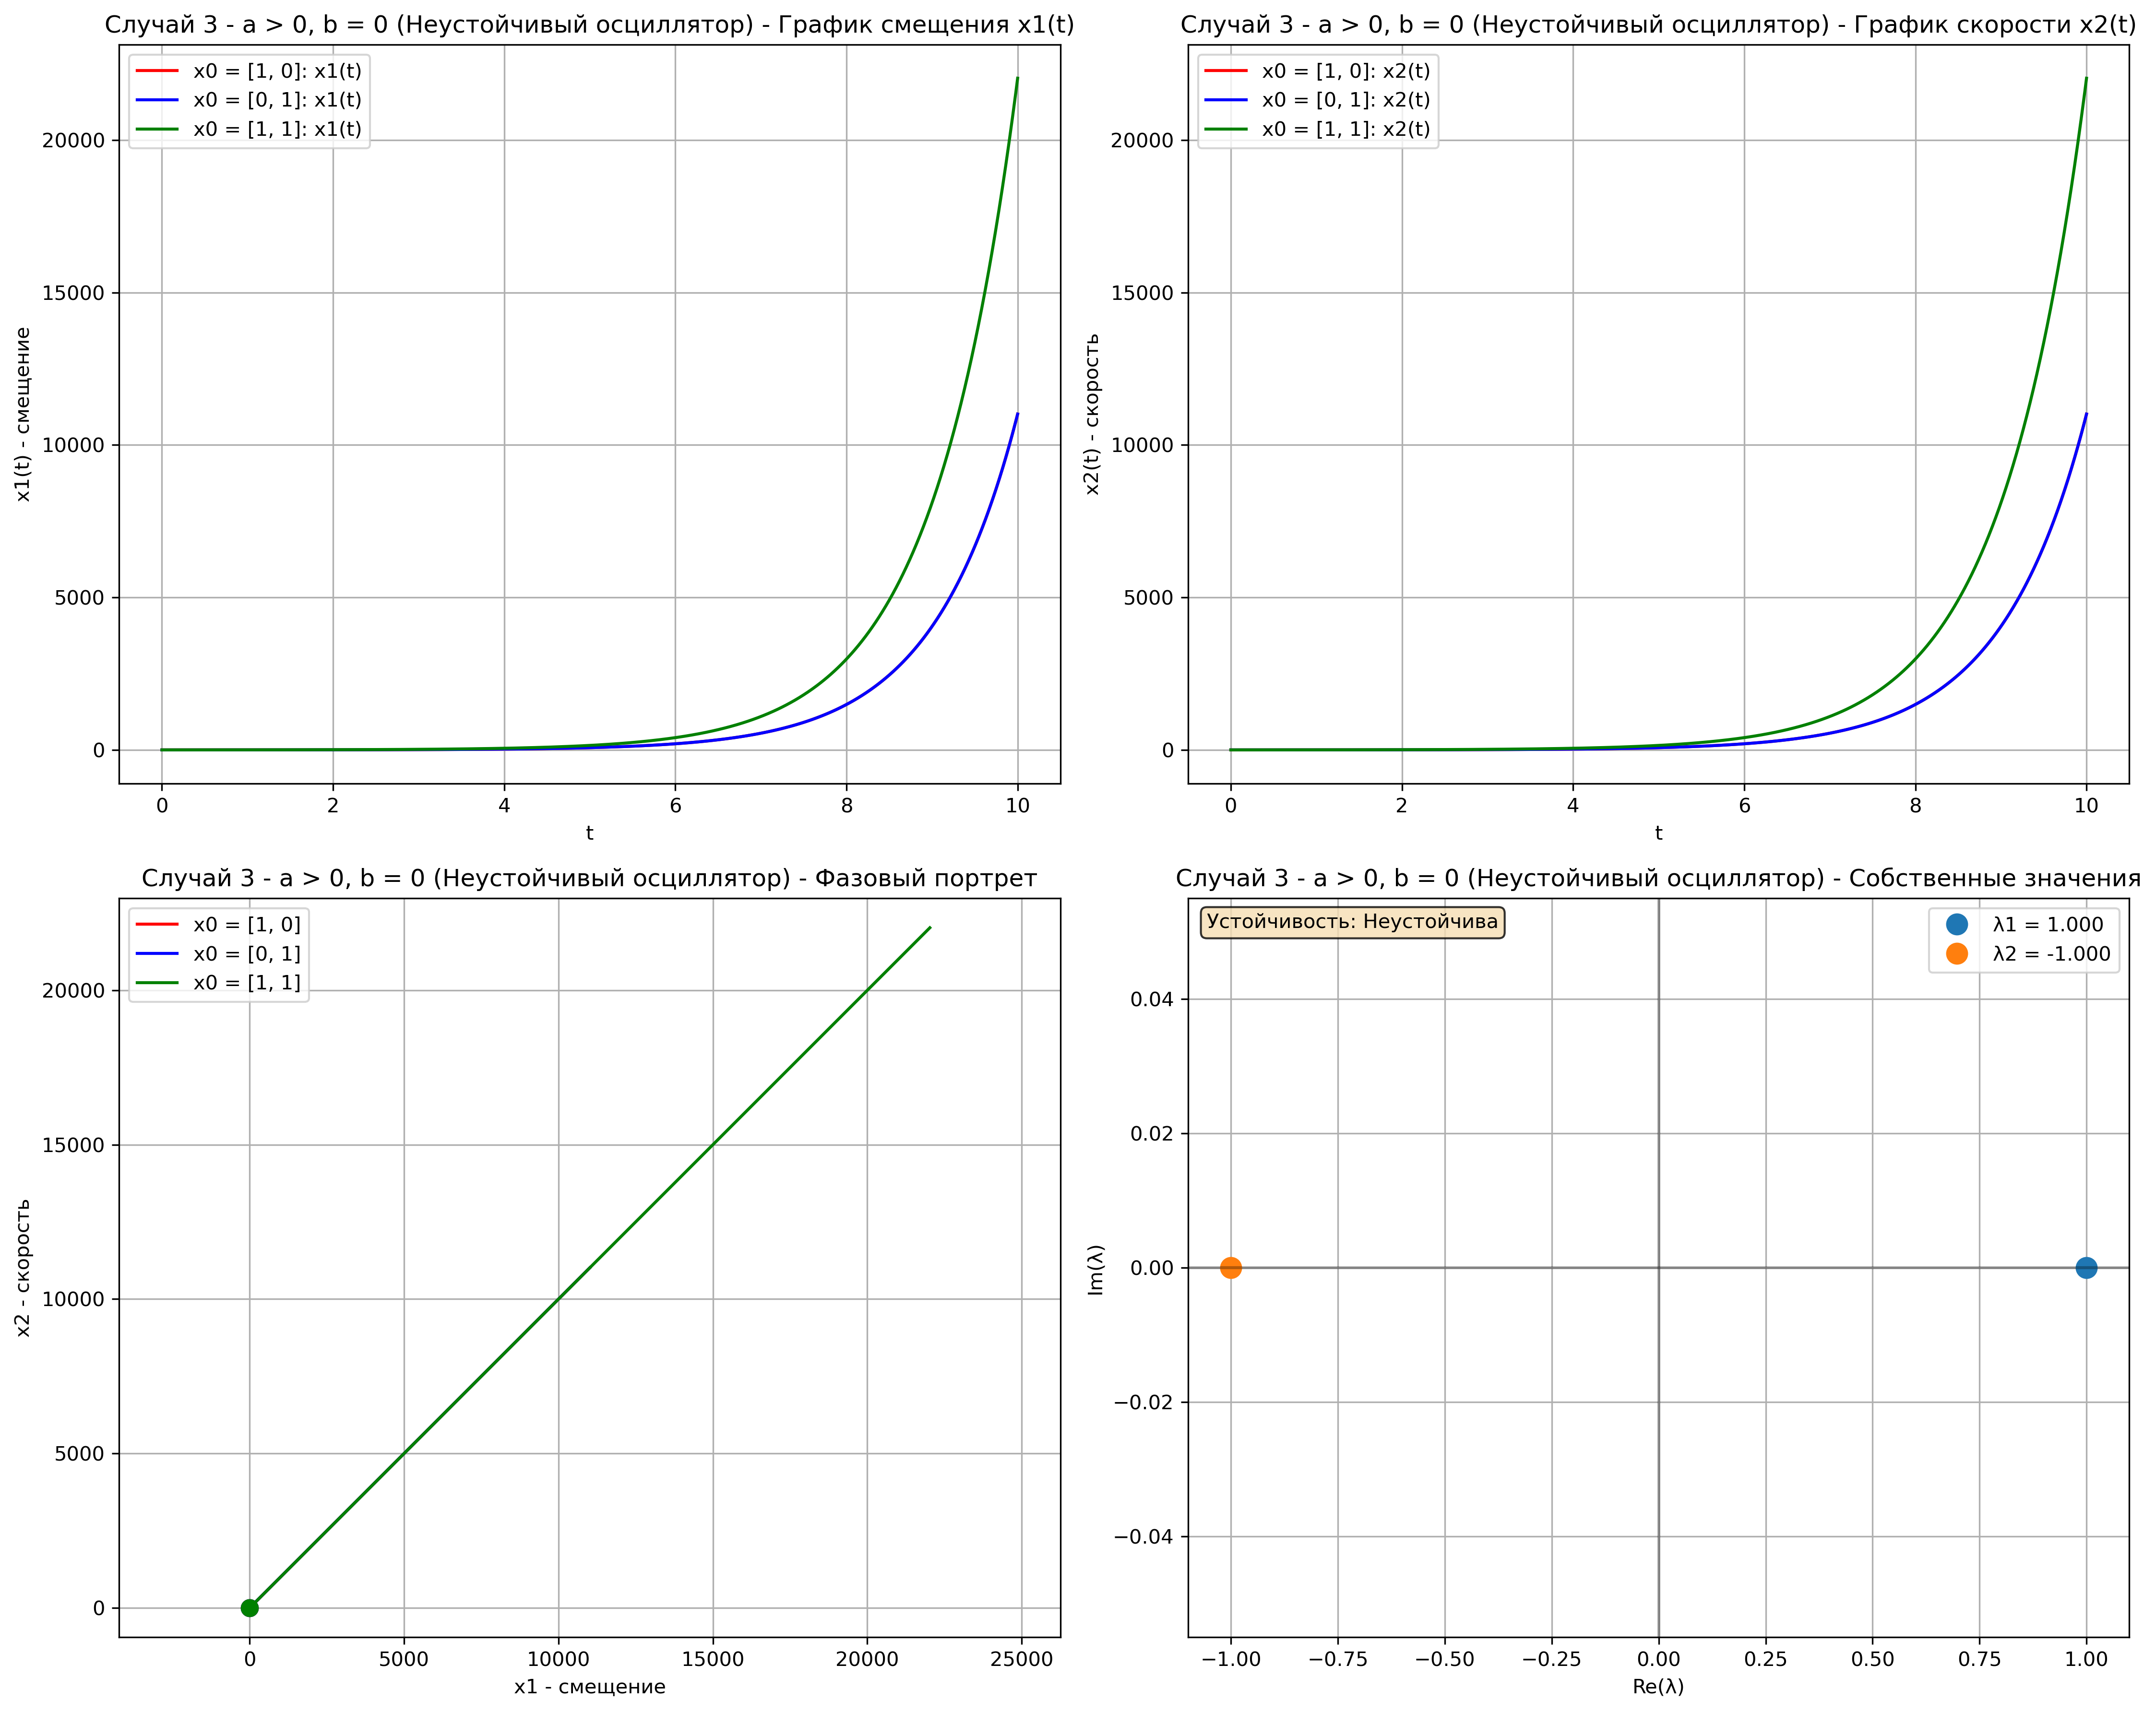 Случай 3 - a > 0, b = 0 (Неустойчивый осциллятор) - График смещения x1(t)
x0 = [1, 0]: x1(t)
x0 = [0, 1]: x1(t)
x0 = [1, 1]: x1(t)
20000
15000
10000
5000
0
x1(t) - смещение
0 2 4 6 8 10
t
Случай 3 - a > 0, b = 0 (Неустойчивый осциллятор) - График скорости x2(t)
x0 = [1, 0]: x2(t)
x0 = [0, 1]: x2(t)
x0 = [1, 1]: x2(t)
20000
15000
10000
5000
0
x2(t) - скорость
0 2 4 6 8 10
t
Случай 3 - a > 0, b = 0 (Неустойчивый осциллятор) - Фазовый портрет
x0 = [1, 0]
x0 = [0, 1]
x0 = [1, 1]
20000
15000
10000
5000
0
x2 - скорость
0 5000 10000 15000 20000 25000
x1 - смещение
Случай 3 - a > 0, b = 0 (Неустойчивый осциллятор) - Собственные значения
Устойчивость: Неустойчива
λ1 = 1.000
λ2 = -1.000
0.04
0.02
0.00
−0.02
−0.04
Im(λ)
−1.00 −0.75 −0.50 −0.25 0.00 0.25 0.50 0.75 1.00
Re(λ)